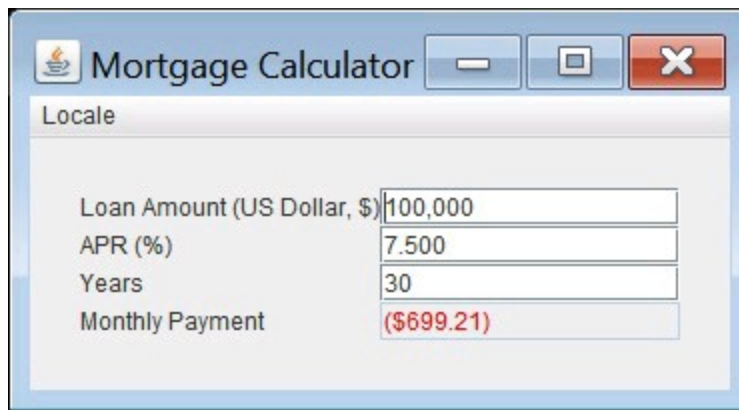 Mortgage Calculator
Locale
Loan Amount (US Dollar, $) 100,000
APR (%) 7.500
Years 30
Monthly Payment ($699.21)